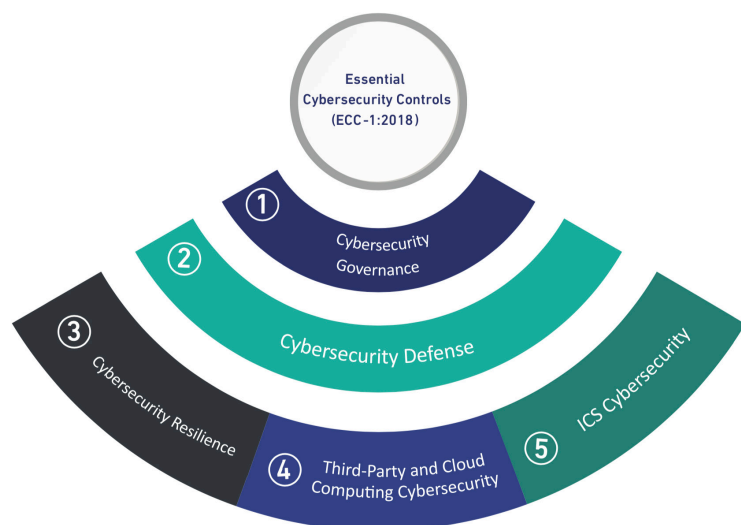 Essential
Cybersecurity Controls
(ECC-1:2018)
1
Cybersecurity
Governance
2
Cybersecurity Defense
3
Cybersecurity Resilience
4
Third-Party and Cloud
Computing Cybersecurity
5
ICS Cybersecurity